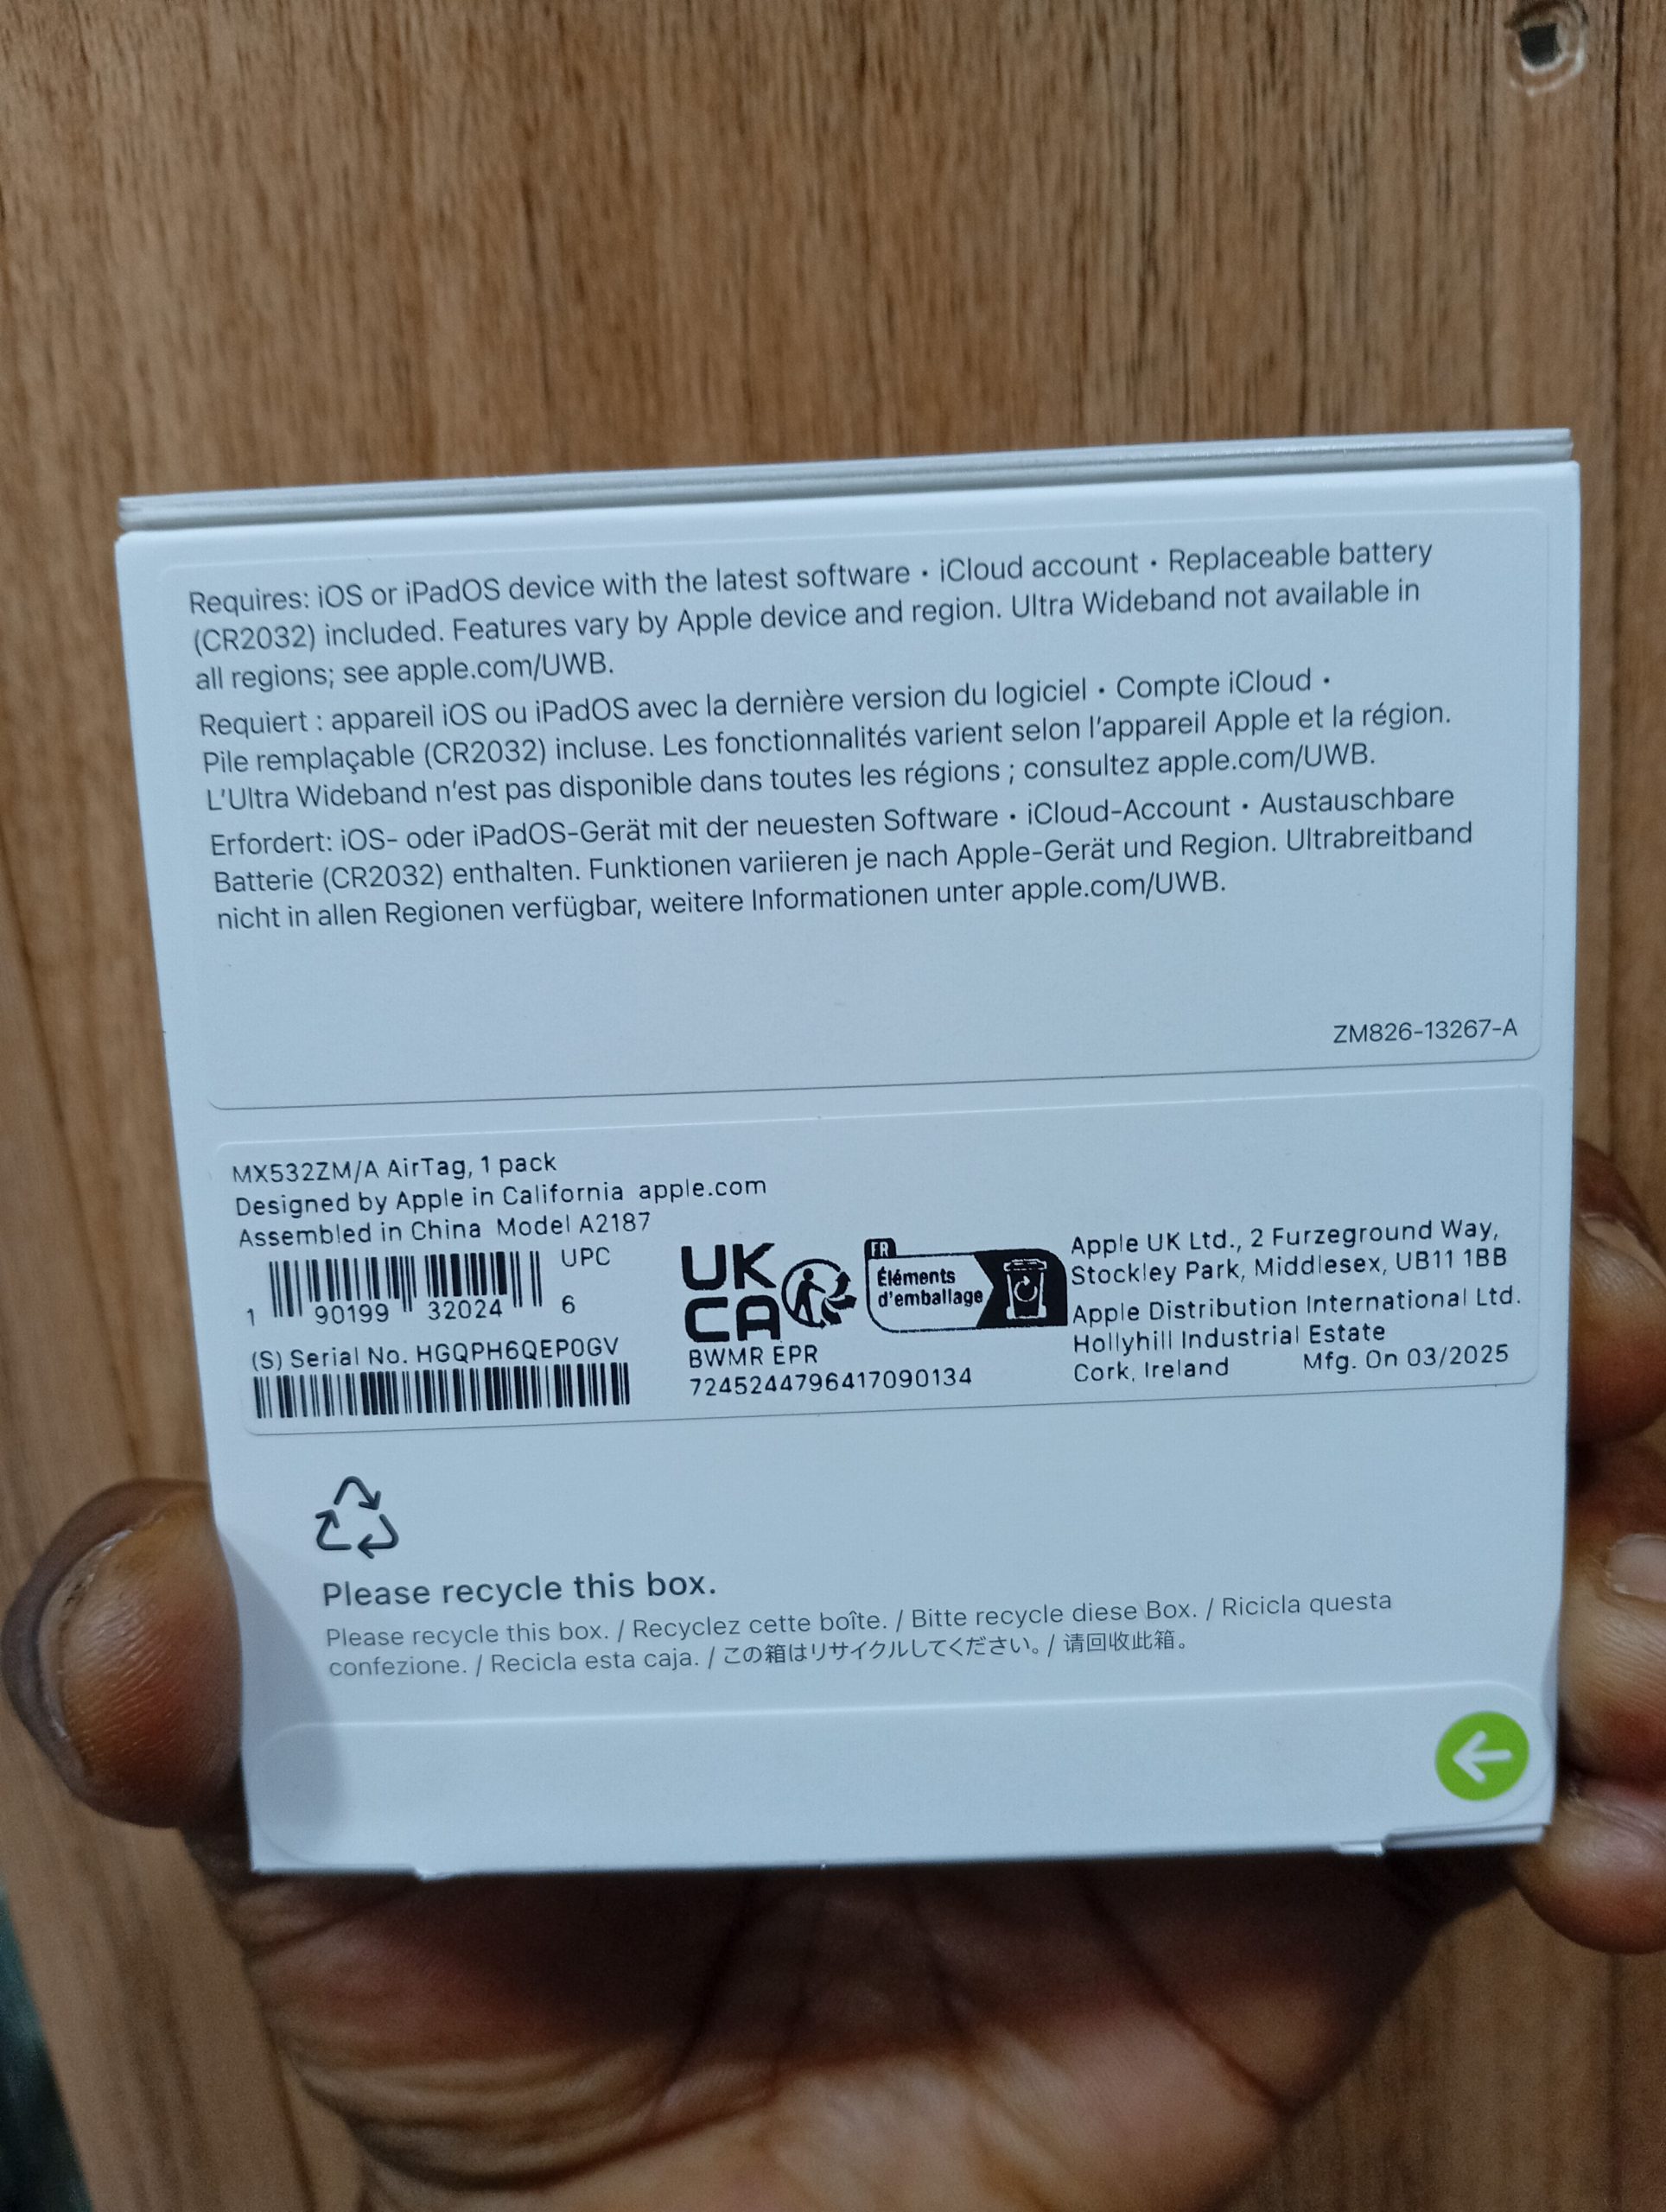 Requires: iOS or iPadOS device with the latest software • iCloud account • Replaceable battery
(CR2032) included. Features vary by Apple device and region. Ultra Wideband not available in
all regions; see apple.com/UWB.
Requiert : appareil iOS ou iPadOS avec la dernière version du logiciel • Compte iCloud •
Pile remplaçable (CR2032) incluse. Les fonctionnalités varient selon l’appareil Apple et la région.
L’Ultra Wideband n’est pas disponible dans toutes les régions ; consultez apple.com/UWB.
Erfordert: iOS- oder iPadOS-Gerät mit der neuesten Software • iCloud-Account • Austauschbare
Batterie (CR2032) enthalten. Funktionen variieren je nach Apple-Gerät und Region. Ultrabreitband
nicht in allen Regionen verfügbar, weitere Informationen unter apple.com/UWB.
ZM826-13267-A
MX532ZM/A AirTag, 1 pack
Designed by Apple in California apple.com
Assembled in China Model A2187
UPC
1 90199 32024 6
(S) Serial No. HGQPH6QEP0GV
UK
CA
BWMR EPR
7245244796417090134
FR
Éléments
d'emballage
Apple UK Ltd., 2 Furzeground Way,
Stockley Park, Middlesex, UB11 1BB
Apple Distribution International Ltd.
Hollyhill Industrial Estate
Cork, Ireland Mfg. On 03/2025
Please recycle this box.
Please recycle this box. / Recyclez cette boîte. / Bitte recycle diese Box. / Ricicla questa
confezione. / Recicla esta caja. / この箱はリサイクルしてください。/ 请回收此箱。